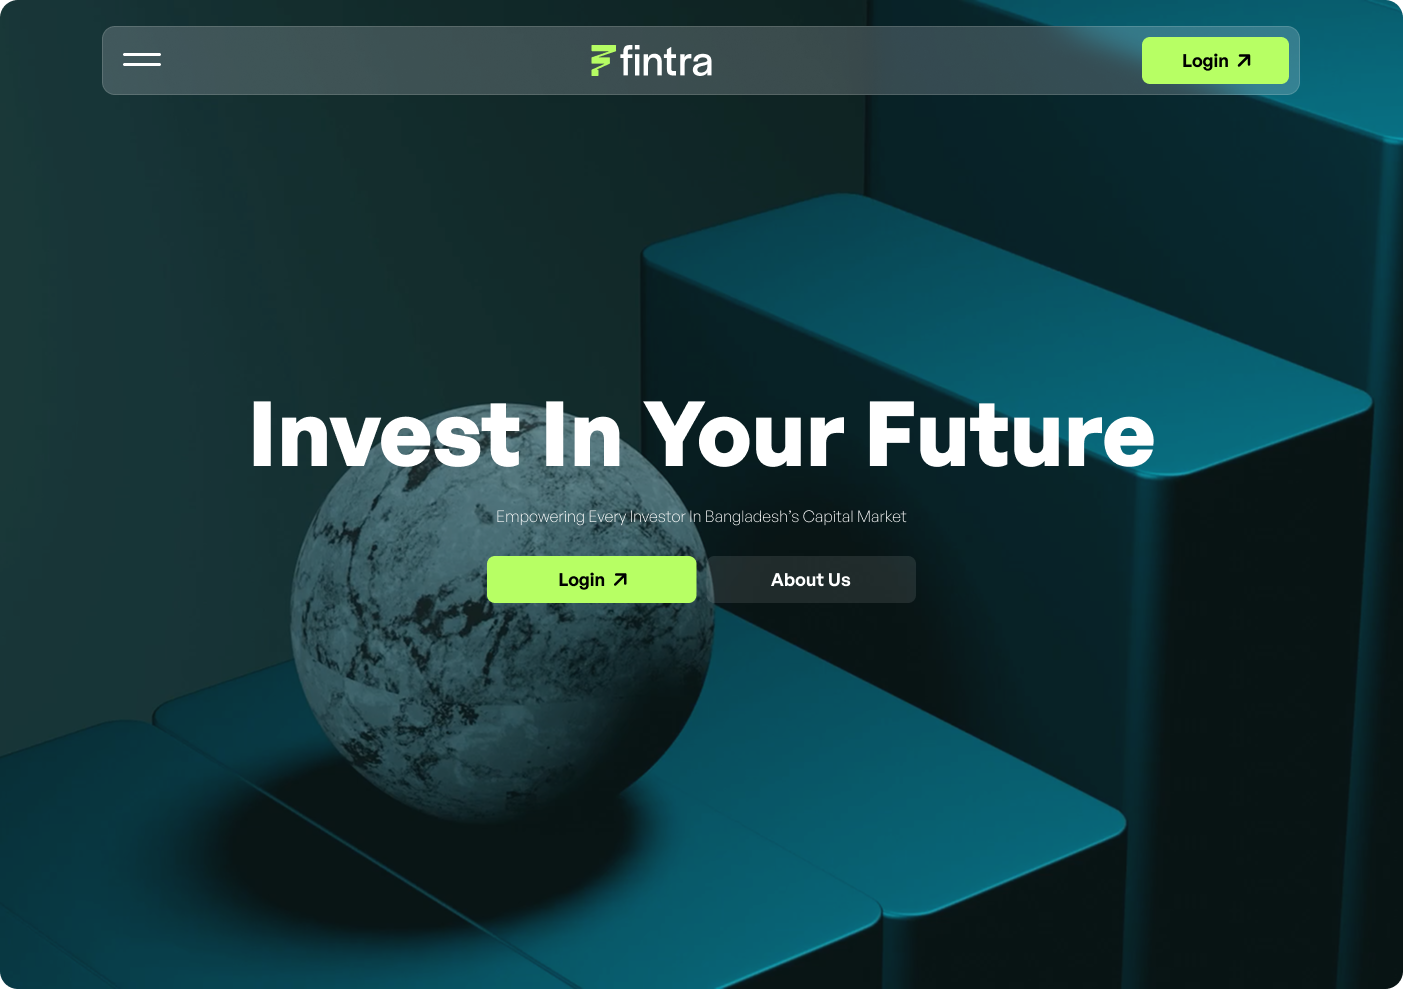 fintra
Login
Invest In Your Future
Empowering Every Investor In Bangladesh's Capital Market
Login
About Us